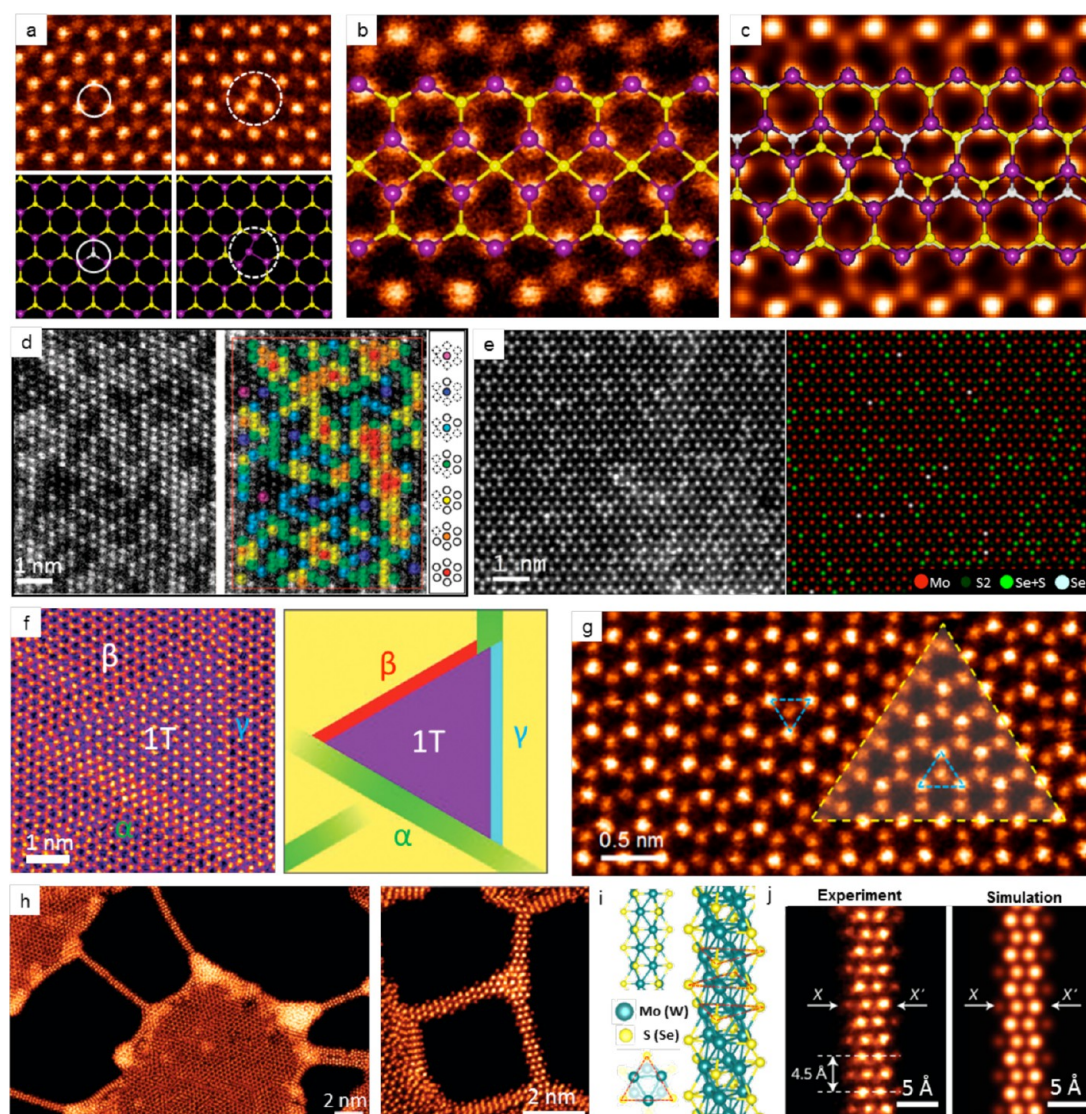 a
b
c
d
1 nm
e
1 nm
Mo S2 Se+S Se
f
β
1T
γ
α
1 nm
β
1T
γ
α
g
0.5 nm
h
2 nm
2 nm
i
Mo (W)
S (Se)
j
Experiment
Simulation
X
X′
X
X′
4.5 Å
5 Å
5 Å